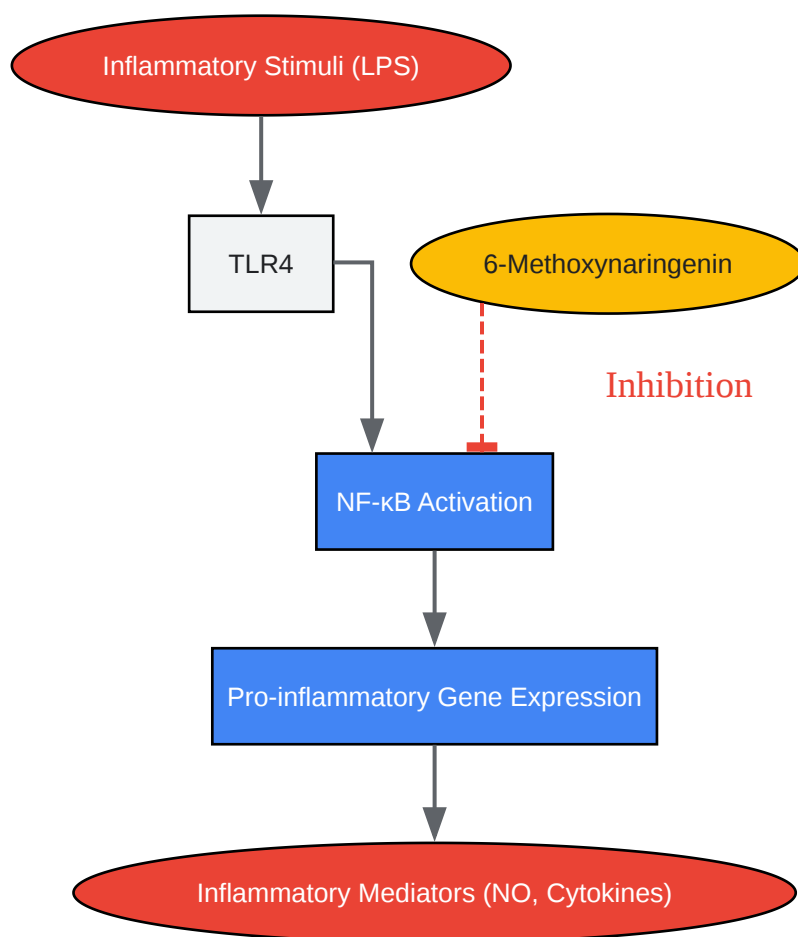 Inflammatory Stimuli (LPS)
TLR4
6-Methoxynaringenin
Inhibition
NF-κB Activation
Pro-inflammatory Gene Expression
Inflammatory Mediators (NO, Cytokines)